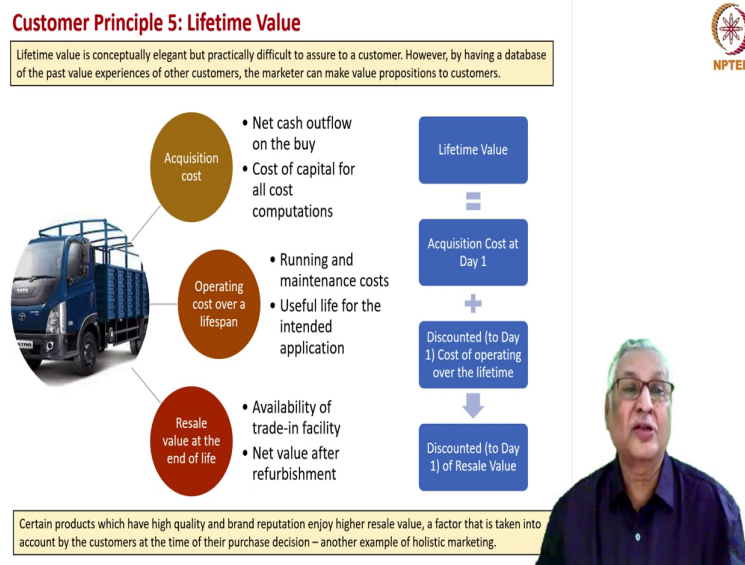 Customer Principle 5: Lifetime Value
NPTEL
Lifetime value is conceptually elegant but practically difficult to assure to a customer. However, by having a database
of the past value experiences of other customers, the marketer can make value propositions to customers.
Acquisition
cost
• Net cash outflow
on the buy
• Cost of capital for
all cost
computations
Operating
cost over a
lifespan
• Running and
maintenance costs
• Useful life for the
intended
application
Resale
value at the
end of life
• Availability of
trade-in facility
• Net value after
refurbishment
Lifetime Value
=
Acquisition Cost at
Day 1
+
Discounted (to Day
1) Cost of operating
over the lifetime
Discounted (to Day
1) of Resale Value
TATA
Certain products which have high quality and brand reputation enjoy higher resale value, a factor that is taken into
account by the customers at the time of their purchase decision – another example of holistic marketing.